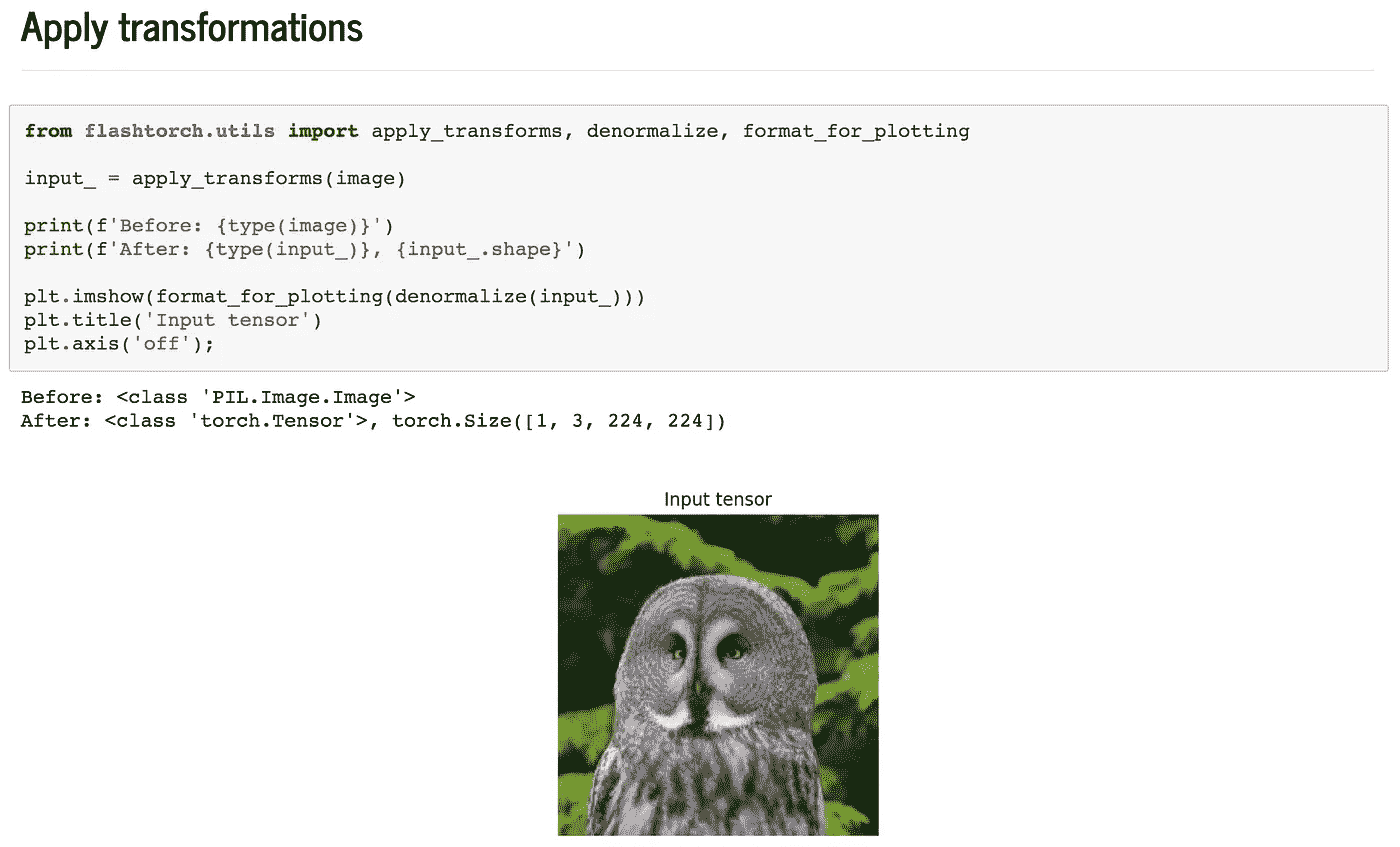 Apply transformations
from flashtorch.utils import apply_transforms, denormalize, format_for_plotting
input_ = apply_transforms(image)
print(f'Before: {type(image)}')
print(f'After: {type(input_)}, {input_.shape}')
plt.imshow(format_for_plotting(denormalize(input_)))
plt.title('Input tensor')
plt.axis('off');
Before: <class 'PIL.Image.Image'>
After: <class 'torch.Tensor'>, torch.Size([1, 3, 224, 224])
Input tensor